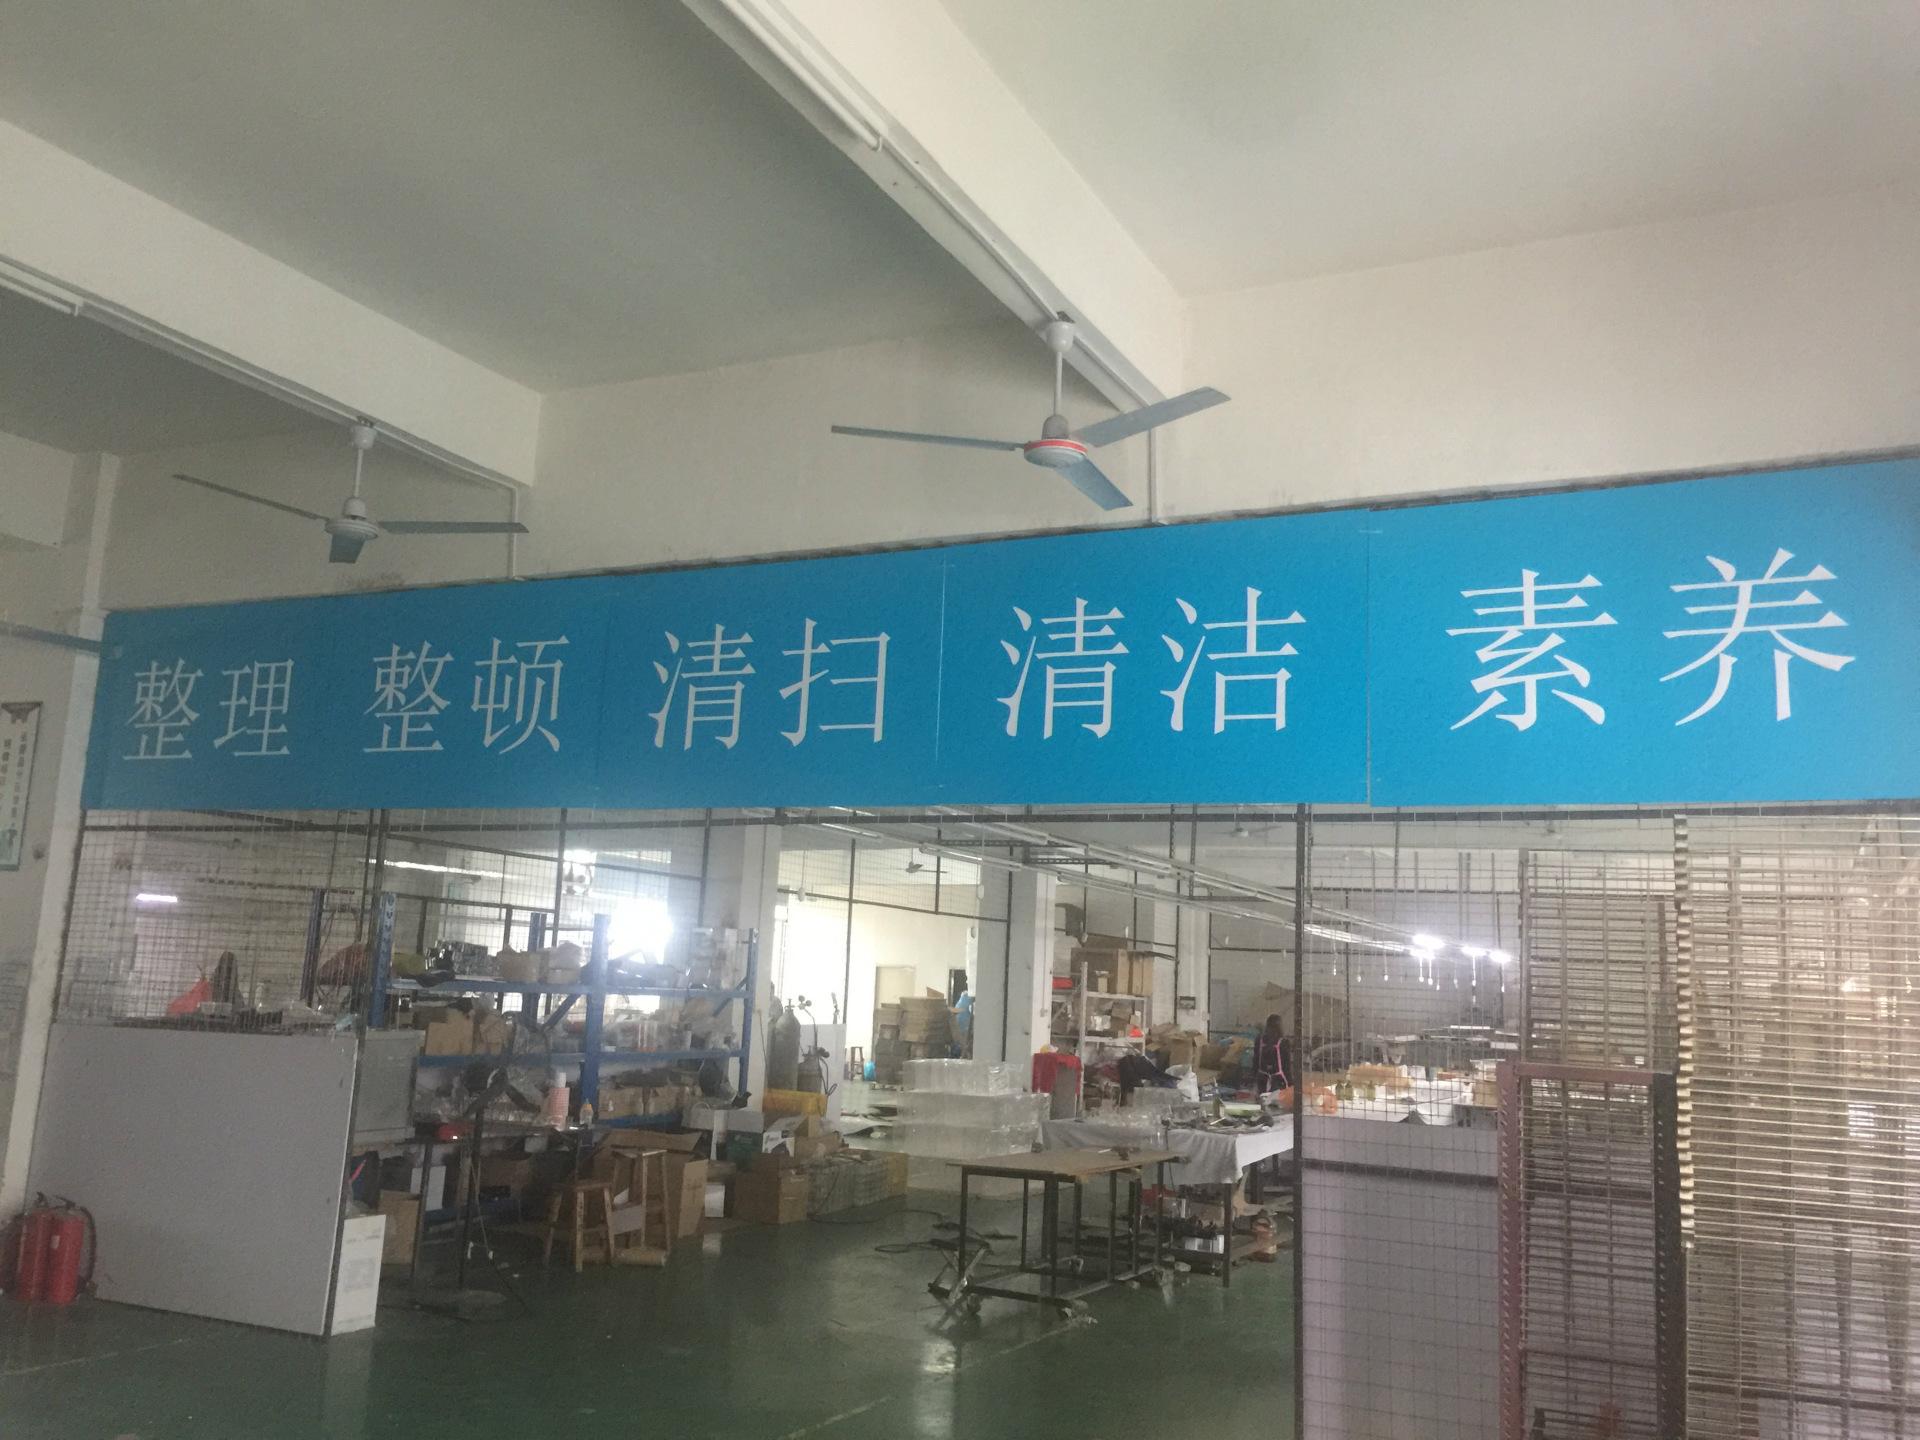 整理 整顿 清扫 清洁 素养